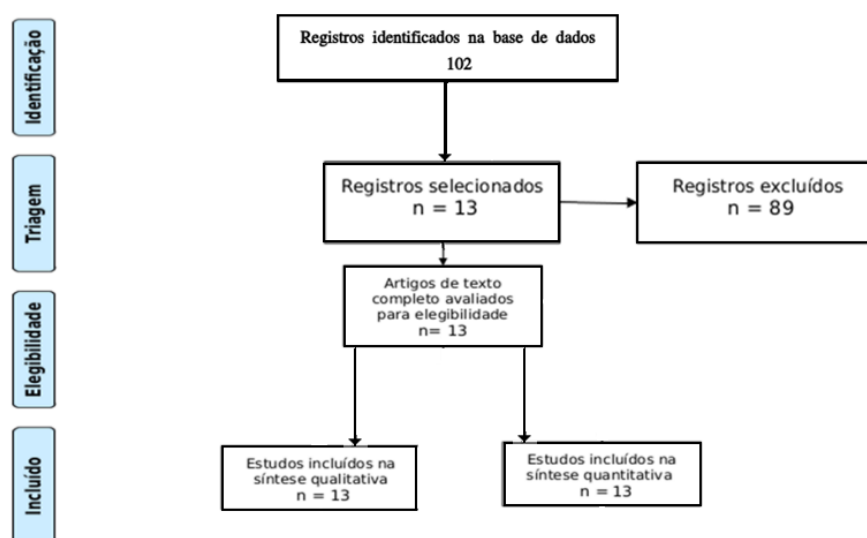 Identificação
Registros identificados na base de dados
102
Triagem
Registros selecionados
n = 13
Registros excluídos
n = 89
Elegibilidade
Artigos de texto
completo avaliados
para elegibilidade
n= 13
Incluído
Estudos incluídos na
síntese qualitativa
n = 13
Estudos incluídos na
síntese quantitativa
n = 13